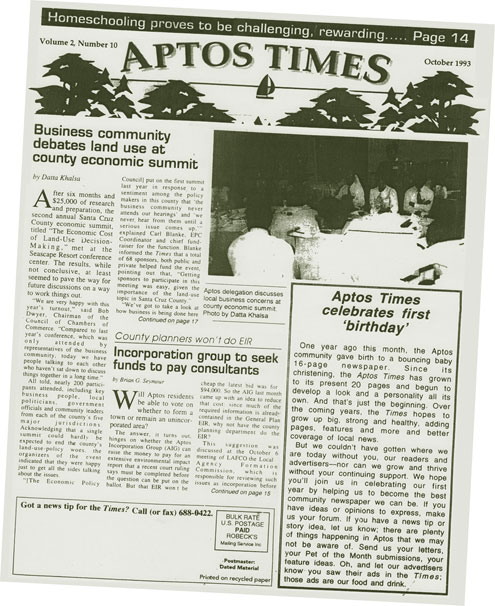 Homeschooling proves to be challenging, rewarding..... Page 14
Volume 2, Number 10
APTOS TIMES
October 1993
Business community
debates land use at
county economic summit
by Datta Khalsa
After six months and
$25,000 of research
and preparation, the
second annual Santa Cruz
County economic summit,
titled "The Economic Cost
of Land-Use Decision-
Making," met at the
Seascape Resort conference
center. The results, while
not conclusive, at least
seemed to pave the way for
future discussions on a way
to work things out.
"We are very happy with this
year's turnout," said Bob
Dwyer, Chairman of the
Council of Chambers of
Commerce. "Compared to last
year's conference, which was
only attended by
representatives of the business
community, today we have
people talking to each other
who haven't sat down to discuss
things together in a long time."
All told, nearly 200 partici-
pants attended, including key
business people, local
politicians, government
officials and community leaders
from each of the county's five
major jurisdictions.
Acknowledging that a single
summit could hardly be
expected to end the county's
land-use-policy woes, the
organizers of the event
indicated that they were happy
just to get all the sides talking
about the issues.
"[The Economic Policy
Council] put on the first summit
last year in response to a
sentiment among the policy
makers in this county that 'the
business community never
attends our hearings' and 'we
never hear from them until a
serious issue comes up,'"
explained Carl Blanke, EPC
Coordinator and chief fund-
raiser for the function. Blanke
informed the Times that a total
of 68 sponsors, both public and
private helped fund the event,
pointing out that, "Getting
sponsors to participate in this
meeting was easy, given the
importance of the land-use
topic in Santa Cruz County."
"We've got to take a look at
how business is being done here
Continued on page 17
Aptos delegation discusses
local business concerns at
county economic summit.
Photo by Datta Khalsa
County planners won't do EIR
Incorporation group to seek
funds to pay consultants
by Brian G. Seymour
Will Aptos residents
be able to vote on
whether to form a
town or remain an unincor-
porated area?
The answer, it turns out,
hinges on whether the Aptos
Incorporation Group (AIG) can
raise the money to pay for an
extensive environmental impact
report that a recent court ruling
says must be completed before
the question can be put on the
ballot. But that EIR won't be
cheap the latest bid was for
$94,000. So the AIG last month
came up with an idea to reduce
that cost: since much of the
required information is already
contained in the General Plan
EIR, why not have the county
planning department do the
EIR?
This suggestion was
discussed at the October 6
meeting of LAFCO the Local
Agency Formation
Commission, which is
responsible for reviewing such
issues as incorporation before
Continued on page 15
Aptos Times
celebrates first
'birthday'
One year ago this month, the Aptos
community gave birth to a bouncing baby
16-page newspaper. Since its
christening, the Aptos Times has grown
to its present 20 pages and begun to
develop a look and a personality all its
own. And that's just the beginning. Over
the coming years, the Times hopes to
grow up big, strong and healthy, adding
pages, features and more and better
coverage of local news.
But we couldn't have gotten where we
are today without you, our readers and
advertisers—nor can we grow and thrive
without your continuing support. We hope
you'll join us in celebrating our first
year by helping us to become the best
community newspaper we can be. If you
have ideas or opinions to express, make
us your forum. If you have a news tip or
story idea, let us know; there are plenty
of things happening in Aptos that we may
not be aware of. Send us your letters,
your Pet of the Month submissions, your
feature ideas. Oh, and let our advertisers
know you saw their ads in the Times;
those ads are our food and drink.
Got a news tip for the Times? Call (or fax) 688-0422.
BULK RATE
U.S. POSTAGE
PAID
ROBECK'S
Mailing Service Inc
Postmaster:
Dated Material
Printed on recycled paper